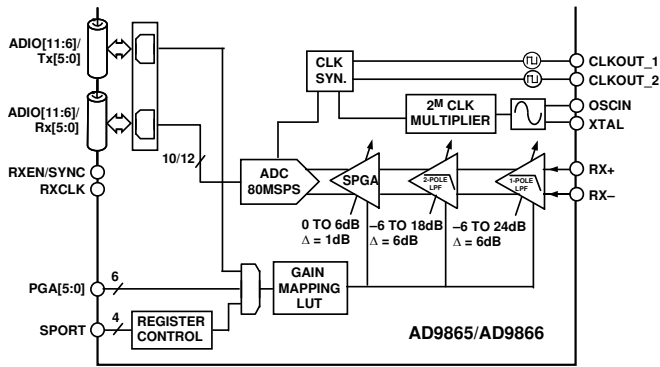 ADIO[11:6]/
Tx[5:0]
ADIO[11:6]/
Rx[5:0]
RXEN/SYNC
RXCLK
PGA[5:0]
6
SPORT
4
REGISTER
CONTROL
10/12
ADC
80MSPS
CLK
SYN.
2M CLK
MULTIPLIER
CLKOUT_1
CLKOUT_2
OSCIN
XTAL
RX+
RX–
SPGA
2-POLE
LPF
1-POLE
LPF
0 TO 6dB
Δ = 1dB
–6 TO 18dB
Δ = 6dB
–6 TO 24dB
Δ = 6dB
GAIN
MAPPING
LUT
AD9865/AD9866